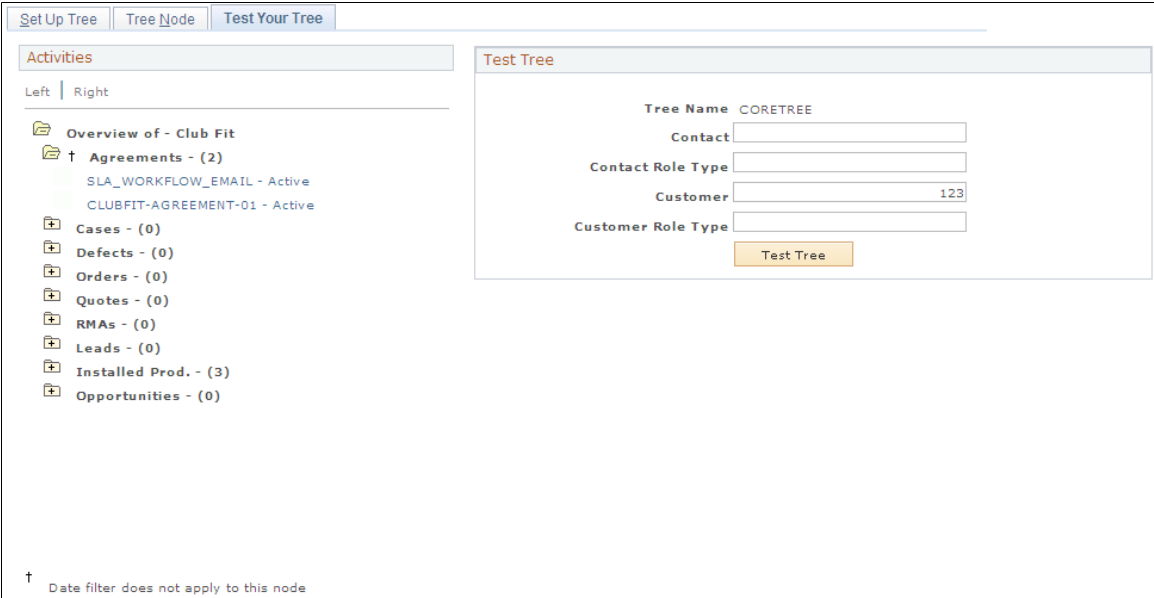 Set Up Tree Tree Node Test Your Tree
Activities
Left Right
Overview of - Club Fit
† Agreements - (2)
SLA_WORKFLOW_EMAIL - Active
CLUBFIT-AGREEMENT-01 - Active
Cases - (0)
Defects - (0)
Orders - (0)
Quotes - (0)
RMAs - (0)
Leads - (0)
Installed Prod. - (3)
Opportunities - (0)
† Date filter does not apply to this node
Test Tree
Tree Name CORETREE
Contact
Contact Role Type
Customer 123
Customer Role Type
Test Tree